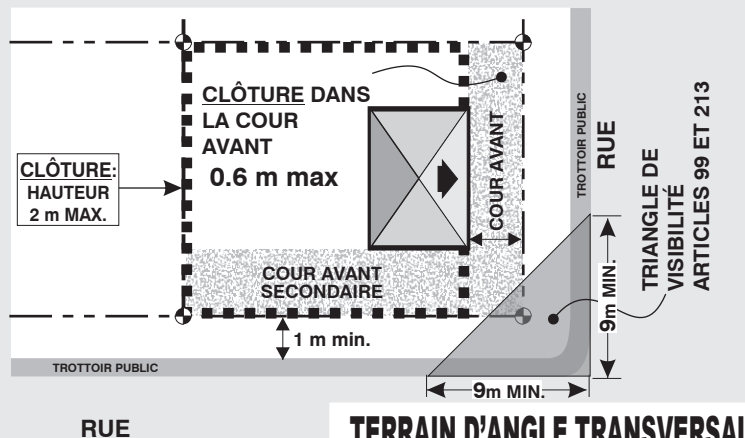 CLÔTURE DANS
LA COUR
AVANT
0.6 m max
CLÔTURE:
HAUTEUR
2 m MAX.
COUR AVANT
COUR AVANT
SECONDAIRE
TROTTOIR PUBLIC
RUE
TRIANGLE DE
VISIBILITÉ
ARTICLES 99 ET 213
9m MIN.
1 m min.
TROTTOIR PUBLIC
9m MIN.
RUE
TERRAIN D'ANGLE TRANSVERSAL